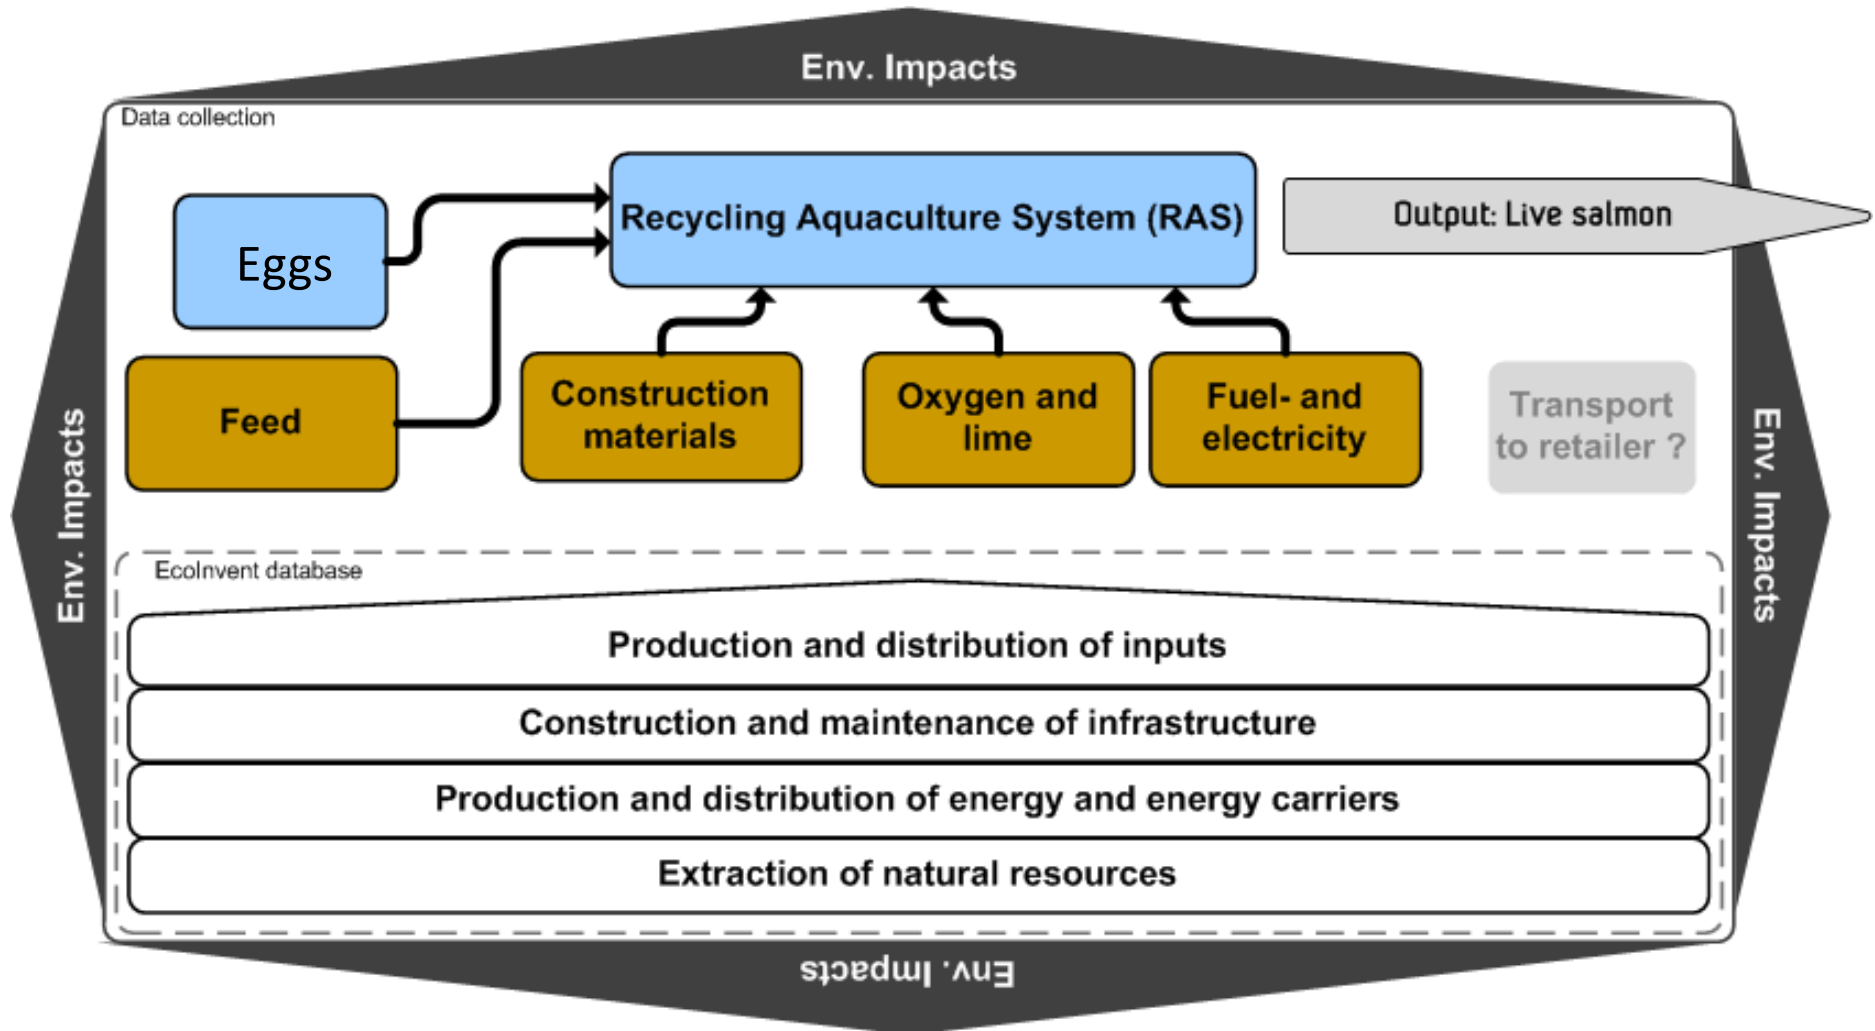 Env. Impacts
Data collection
Recycling Aquaculture System (RAS)
Output: Live salmon
Eggs
Feed
Construction
materials
Oxygen and
lime
Fuel- and
electricity
Transport
to retailer ?
Env. Impacts
Env. Impacts
EcoInvent database
Production and distribution of inputs
Construction and maintenance of infrastructure
Production and distribution of energy and energy carriers
Extraction of natural resources
Env. Impacts